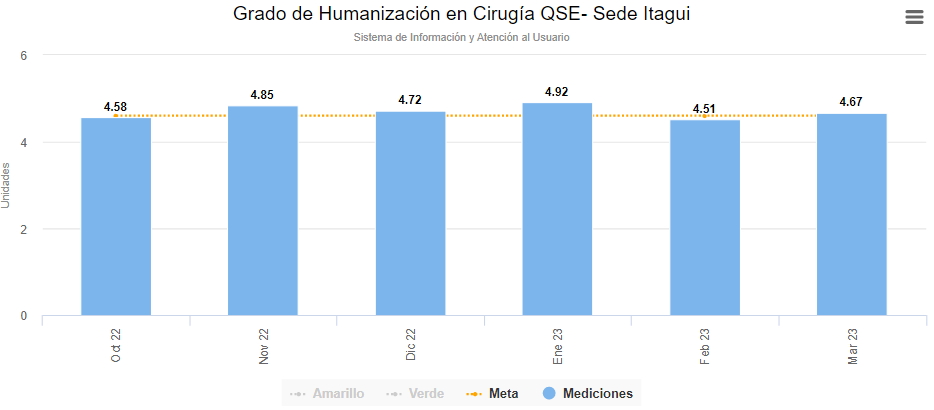 Grado de Humanización en Cirugía QSE- Sede Itagui
Sistema de Información y Atención al Usuario
Unidades
6
4
2
0
4.58
4.85
4.72
4.92
4.51
4.67
Oct 22
Nov 22
Dic 22
Ene 23
Feb 23
Mar 23
Amarillo Verde Meta Mediciones